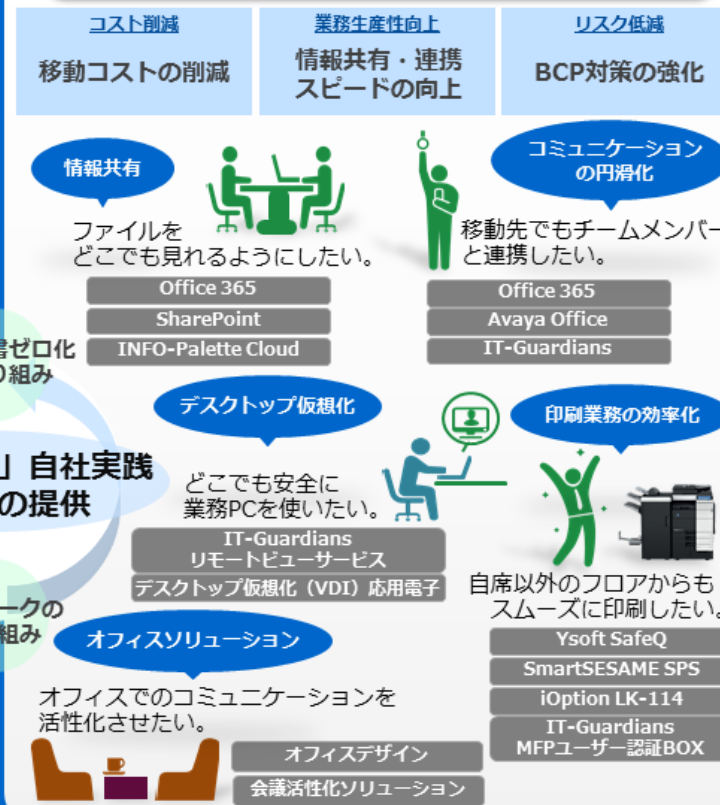 コスト削減
移動コストの削減
業務生産性向上
情報共有・連携
スピードの向上
リスク低減
BCP対策の強化
情報共有
ファイルを
どこでも見れるようにしたい。
Office 365
SharePoint
INFO-Palette Cloud
コミュニケーション
の円滑化
移動先でもチームメンバー
と連携したい。
Office 365
Avaya Office
IT-Guardians
書ゼロ化
り組み
」自社実践
の提供
ークの
組み
デスクトップ仮想化
どこでも安全に
業務PCを使いたい。
IT-Guardians
リモートビューサービス
デスクトップ仮想化（VDI）応用電子
印刷業務の効率化
自席以外のフロアからも
スムーズに印刷したい。
Ysoft SafeQ
SmartSESAME SPS
iOption LK-114
IT-Guardians
MFPユーザー認証BOX
オフィスソリューション
オフィスでのコミュニケーションを
活性化させたい。
オフィスデザイン
会議活性化ソリューション